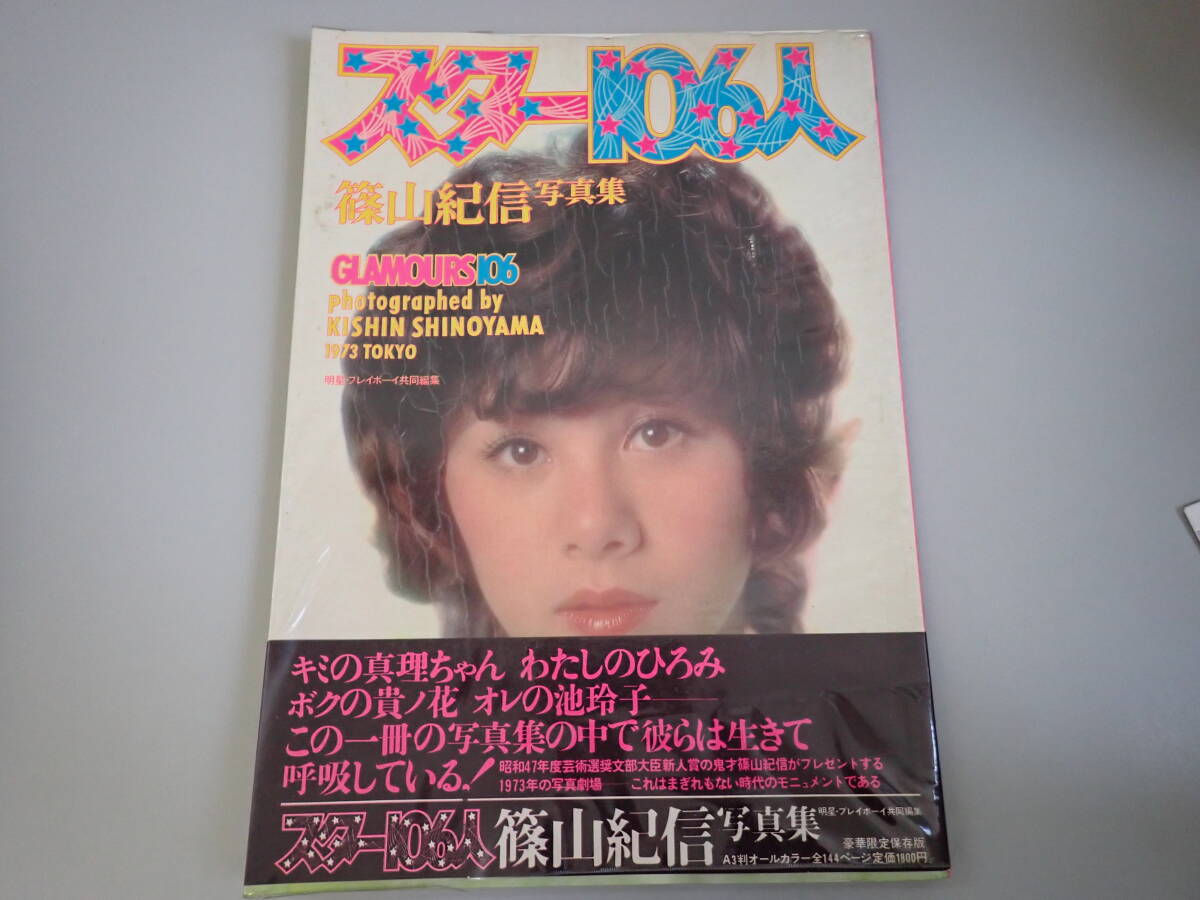 スター106人
篠山紀信写真集
GLAMOURS106
photographed by
KISHIN SHINOYAMA
1973 TOKYO
明星・プレイボーイ共同編集
キミの真理ちゃん わたしのひろみ
ボクの貴ノ花 オレの池玲子――
この一冊の写真集の中で彼らは生きて
呼吸している!
昭和47年度芸術選奨文部大臣新人賞の鬼才篠山紀信がプレゼントする
1973年の写真劇場――これはまぎれもない時代のモニュメントである
スター106人 篠山紀信写真集 明星・プレイボーイ共同編集
豪華限定保存版
A3判オールカラー全144ページ定価1800円